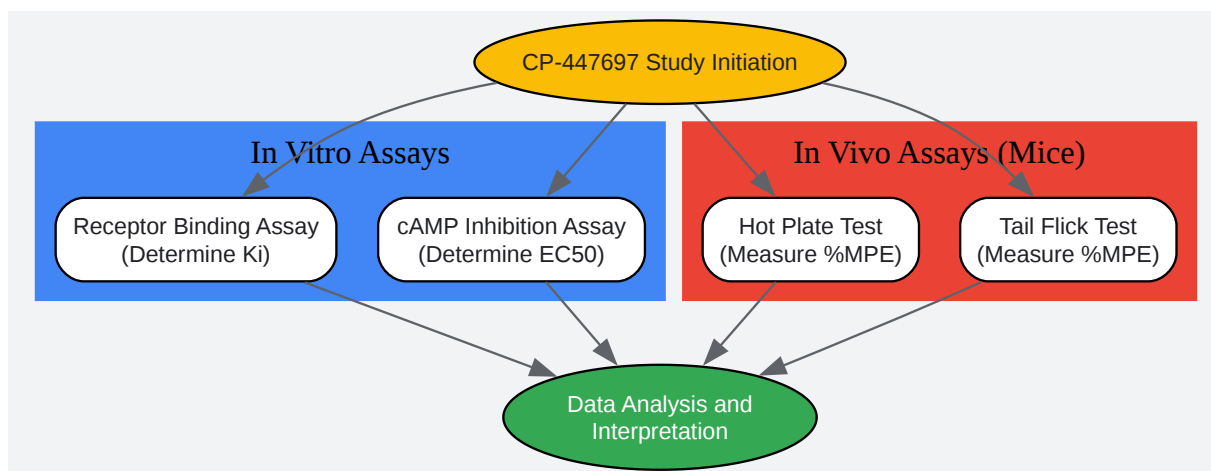 CP-447697 Study Initiation
In Vitro Assays
In Vivo Assays (Mice)
Receptor Binding Assay
(Determine Ki)
cAMP Inhibition Assay
(Determine EC50)
Hot Plate Test
(Measure %MPE)
Tail Flick Test
(Measure %MPE)
Data Analysis and
Interpretation